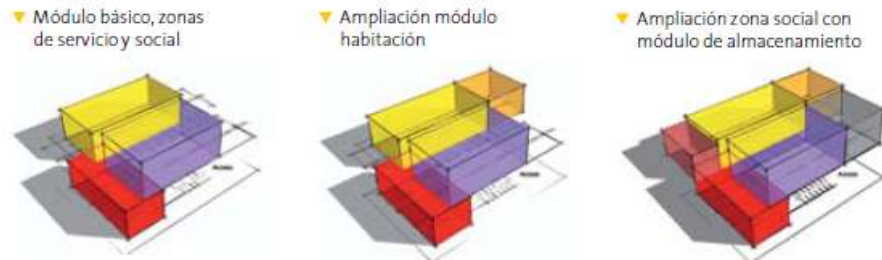 Módulo básico, zonas
de servicio y social
Ampliación módulo
habitación
Ampliación zona social con
módulo de almacenamiento